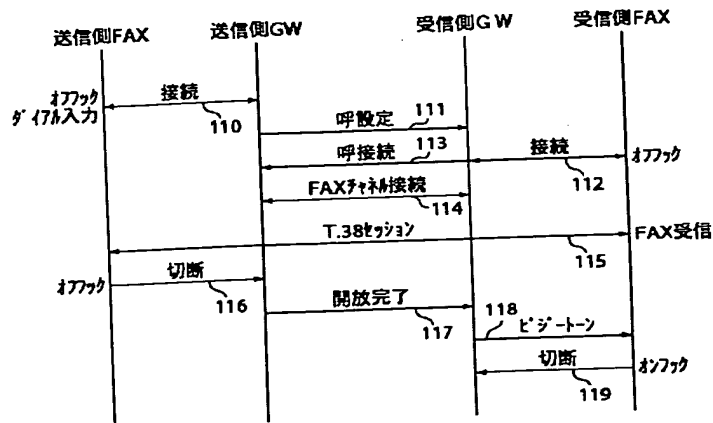 送信側FAX
送信側GW
受信側GW
受信側FAX
オフフック
ダイアル入力
接続
110
呼設定
111
呼接続
113
接続
112
オフック
FAXチャネル接続
114
T.38セッション
115
FAX受信
オフフック
切断
116
開放完了
117
118
ビジートーン
切断
119
オンフック